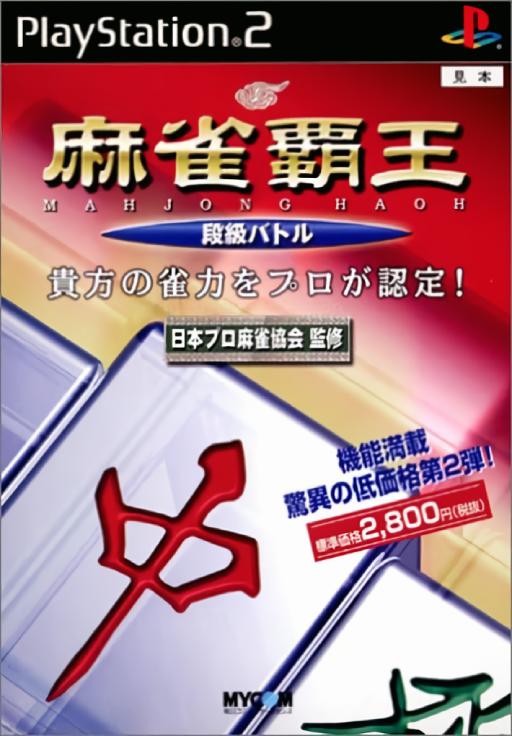 PlayStation®2
見本
麻雀覇王
MAHJONG HAOH
段級バトル
貴方の雀力をプロが認定!
日本プロ麻雀協会 監修
機能満載
驚異の低価格第2弾!
標準価格2,800円(税抜)
中
MYCOM